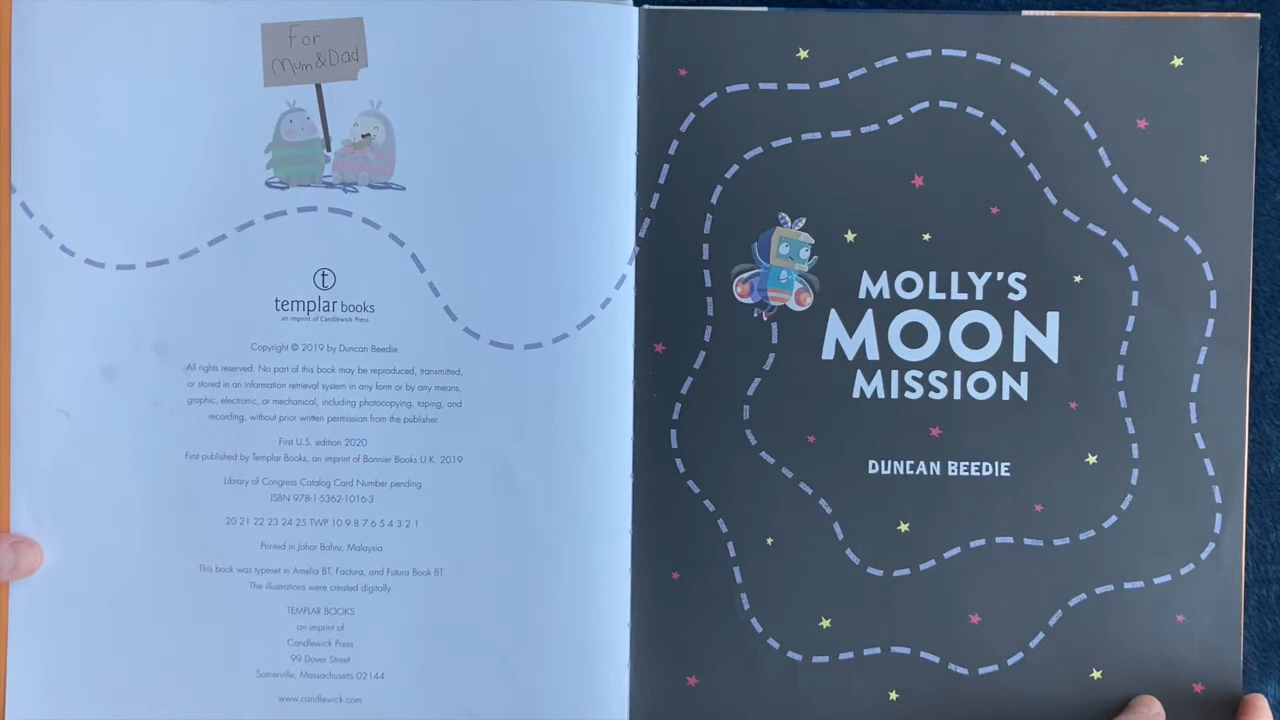 For
Mum & Dad
t
templar books
an imprint of Candlewick Press
Copyright © 2019 by Duncan Beedie
All rights reserved. No part of this book may be reproduced, transmitted,
or stored in an information retrieval system in any form or by any means,
graphic, electronic, or mechanical, including photocopying, taping, and
recording, without prior written permission from the publisher.
First U.S. edition 2020
First published by Templar Books, an imprint of Bonnier Books U.K. 2019
Library of Congress Catalog Card Number pending
ISBN 978-1-5362-1016-3
20 21 22 23 24 25 TWP 10 9 8 7 6 5 4 3 2 1
Printed in Johor Bahru, Malaysia
This book was typeset in Amelia BT, Factura, and Futura Book BT.
The illustrations were created digitally.
TEMPLAR BOOKS
an imprint of
Candlewick Press
99 Dover Street
Somerville, Massachusetts 02144
www.candlewick.com
MOLLY'S
MOON
MISSION
DUNCAN BEEDIE